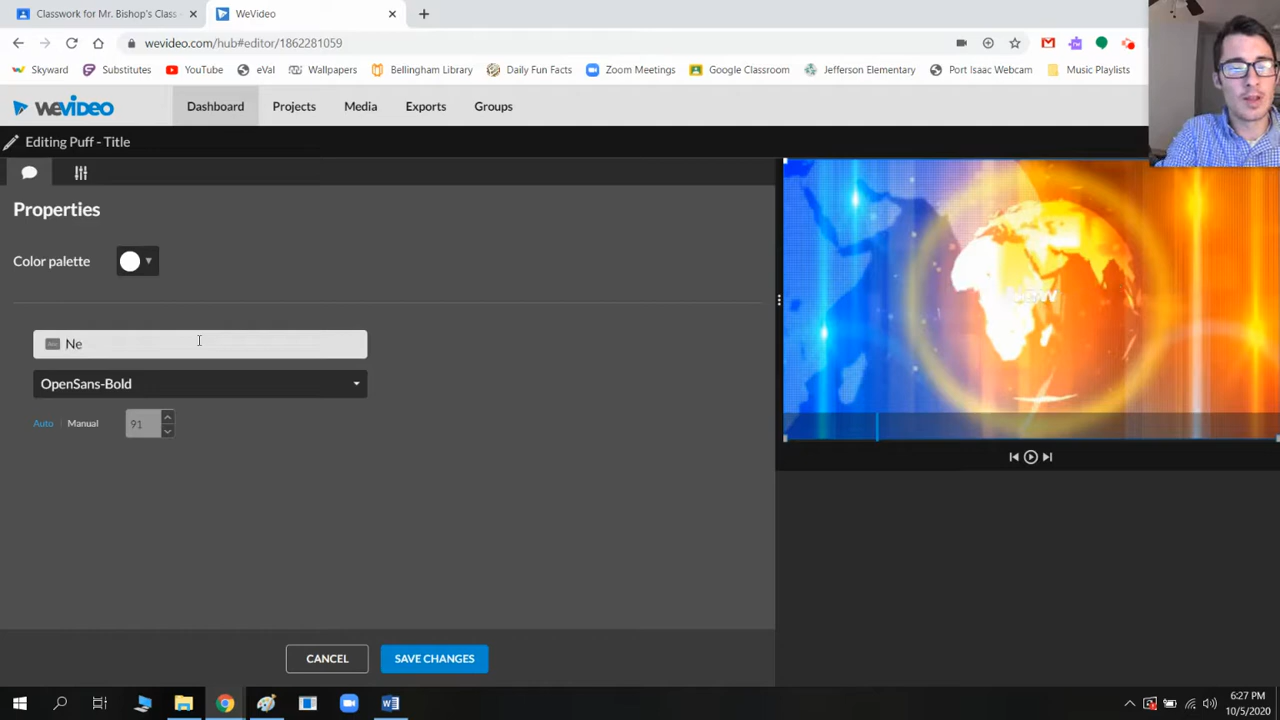 Classwork for Mr. Bishop's Class
WeVideo
wevideo.com/hub#editor/1862281059
Skyward
Substitutes
YouTube
eVal
Wallpapers
Bellingham Library
Daily Fun Facts
Zoom Meetings
Google Classroom
Jefferson Elementary
Port Isaac Webcam
Music Playlists
WEVIDEO
Dashboard
Projects
Media
Exports
Groups
Editing Puff - Title
Properties
Color palette
Ne
OpenSans-Bold
Auto | Manual
91
CANCEL
SAVE CHANGES
6:27 PM
10/5/2020